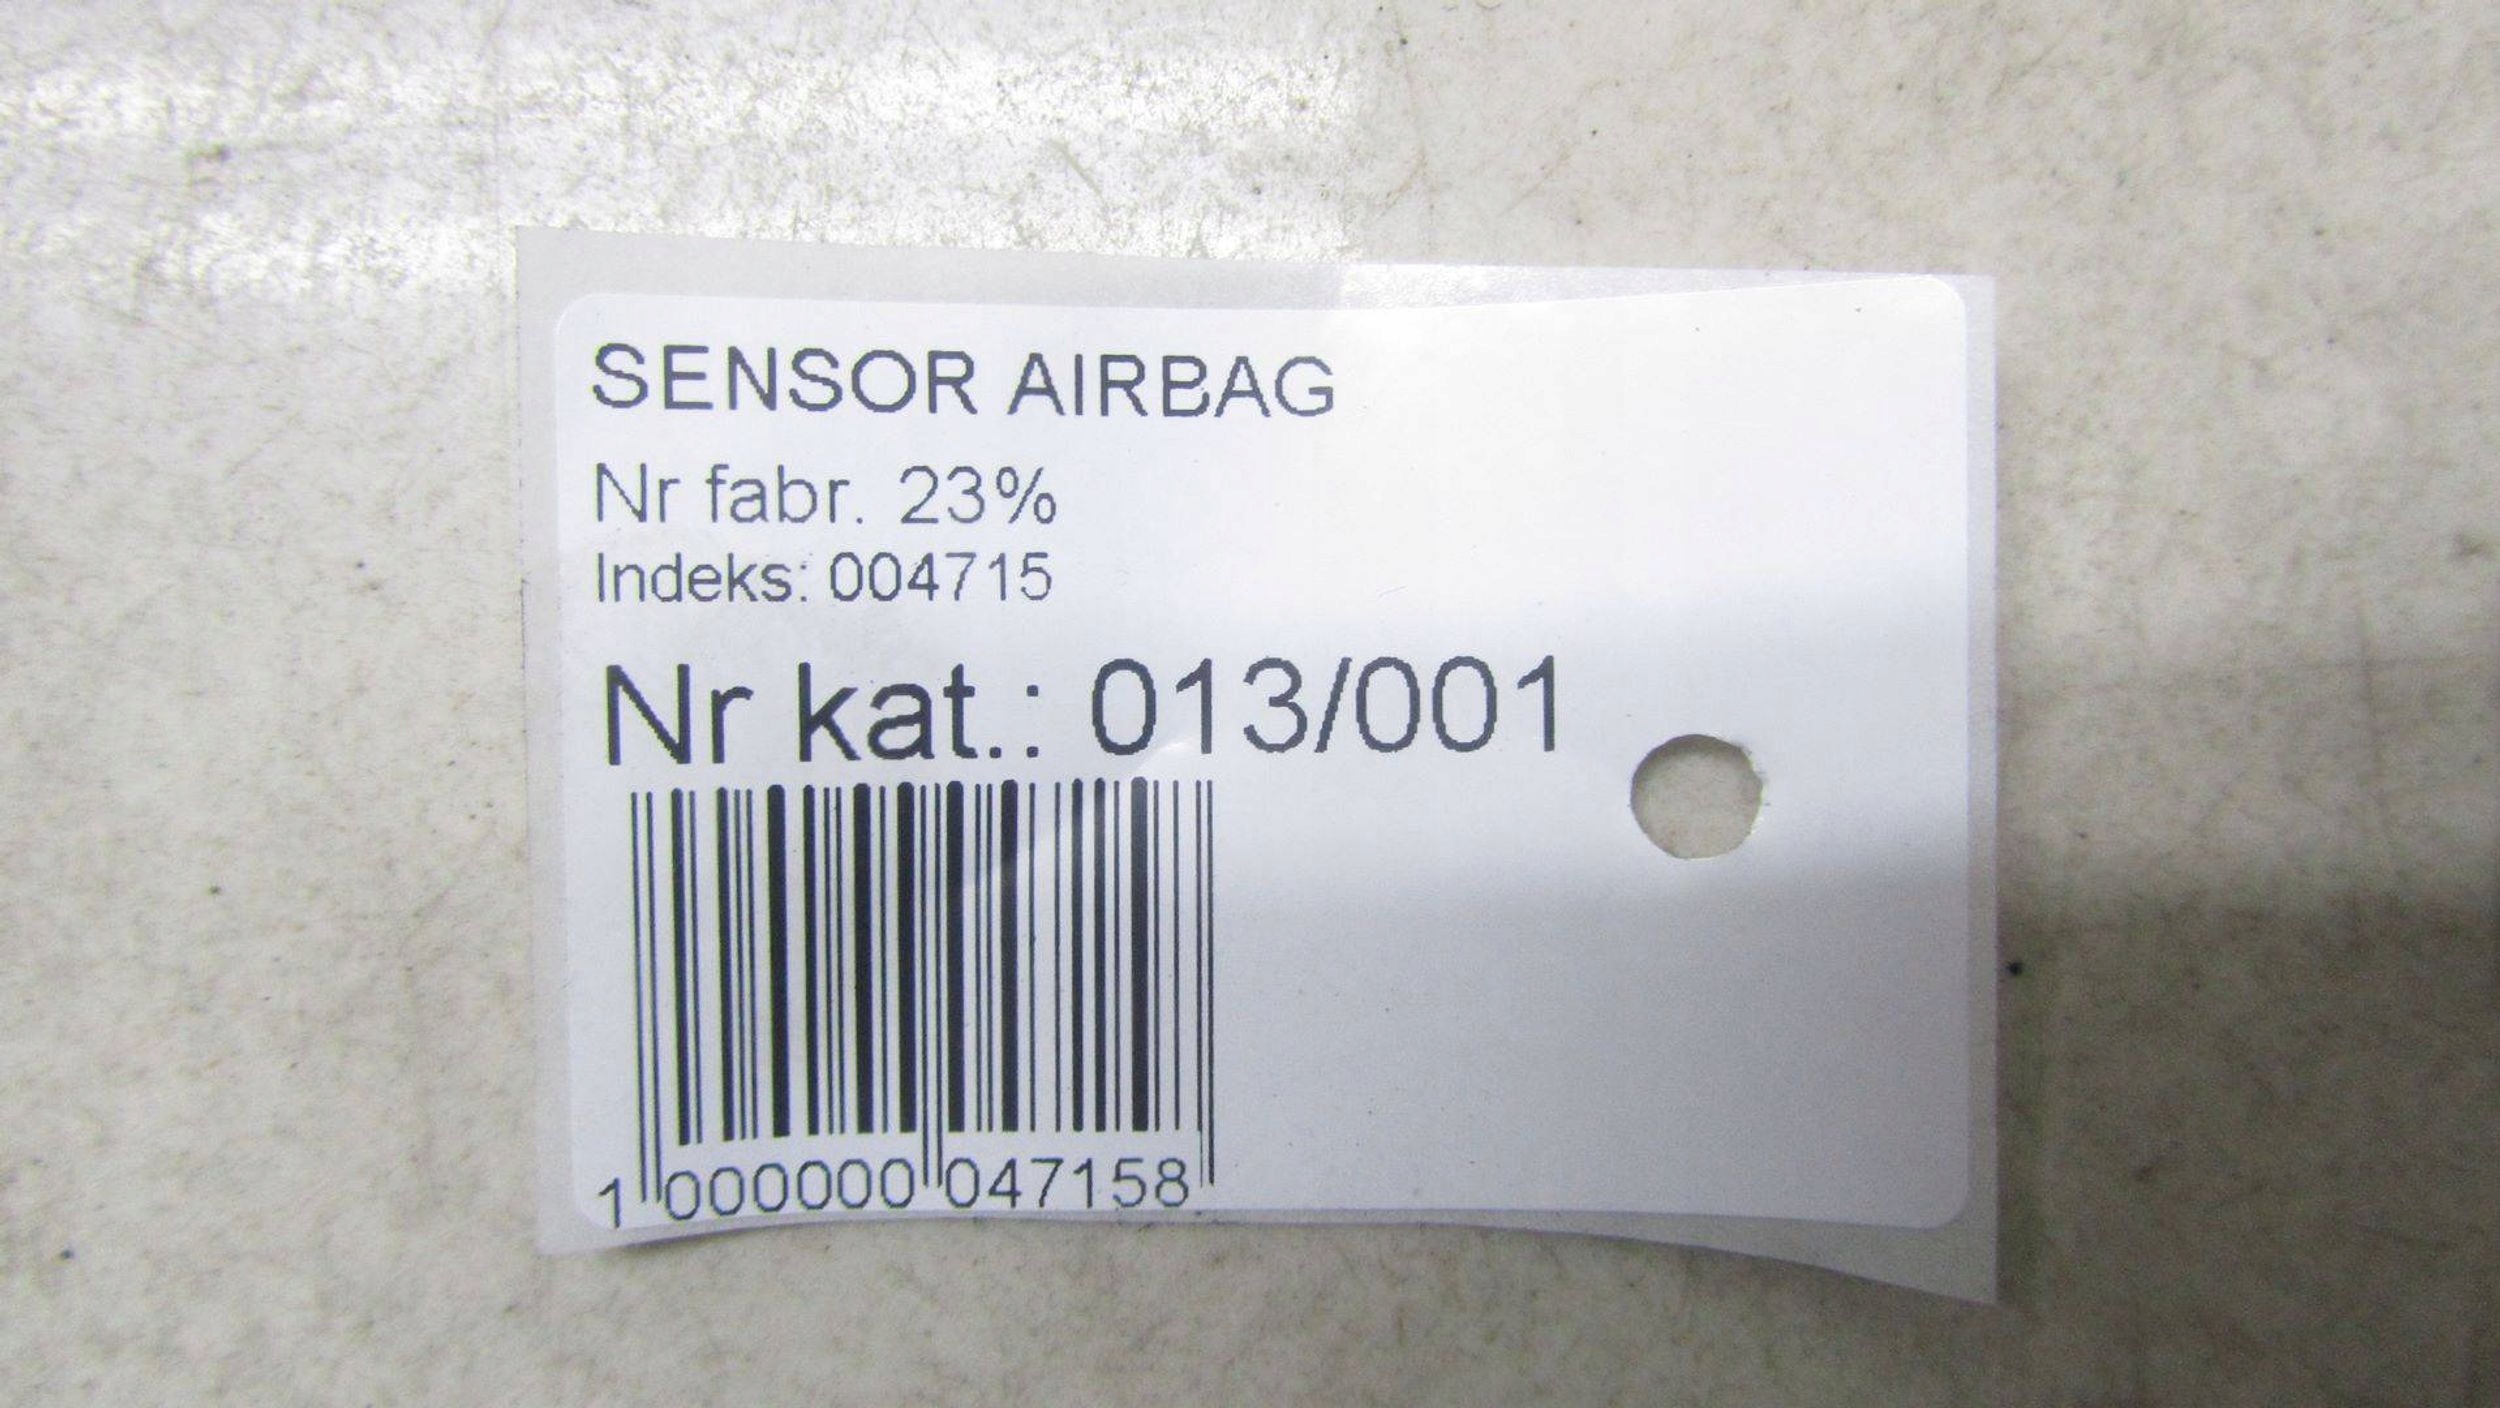 SENSOR AIRBAG
Nr fabr. 23%
Indeks: 004715
Nr kat.: 013/001
1 000000 047158